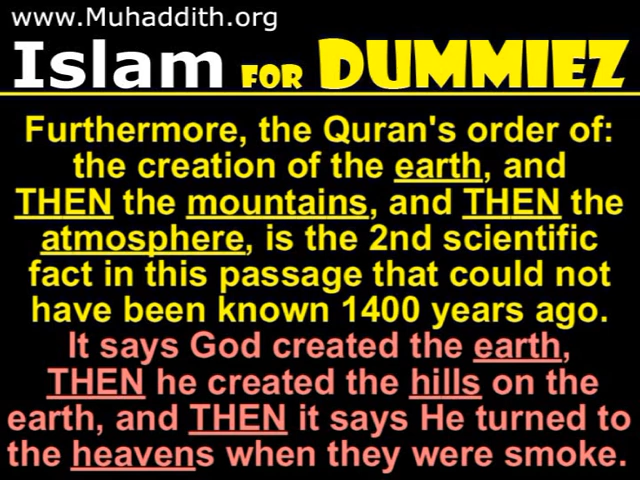 www.Muhaddith.org
Islam FOR DUMMIEZ
Furthermore, the Quran's order of:
the creation of the earth, and
THEN the mountains, and THEN the
atmosphere, is the 2nd scientific
fact in this passage that could not
have been known 1400 years ago.
It says God created the earth,
THEN he created the hills on the
earth, and THEN it says He turned to
the heavens when they were smoke.